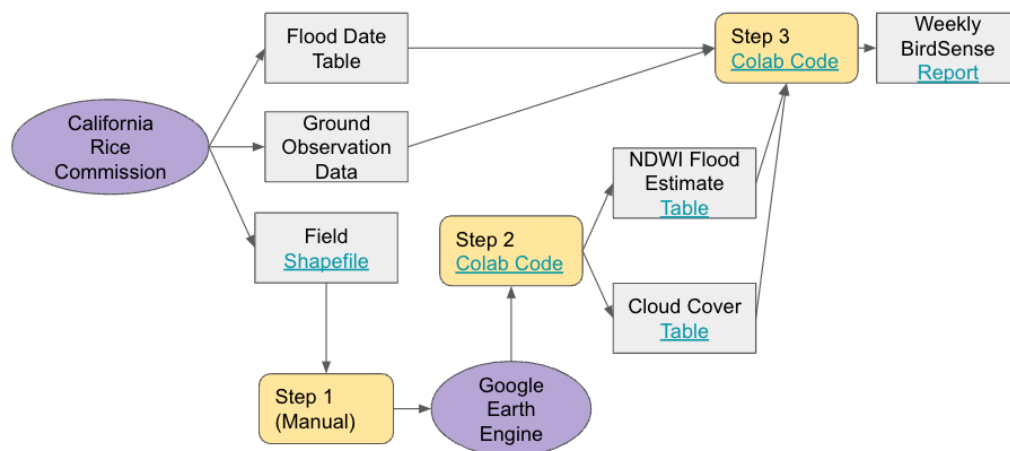 Flood Date
Table
Step 3
Colab Code
Weekly
BirdSense
Report
California
Rice
Commission
Ground
Observation
Data
NDWI Flood
Estimate
Table
Field
Shapefile
Step 2
Colab Code
Cloud Cover
Table
Step 1
(Manual)
Google
Earth
Engine